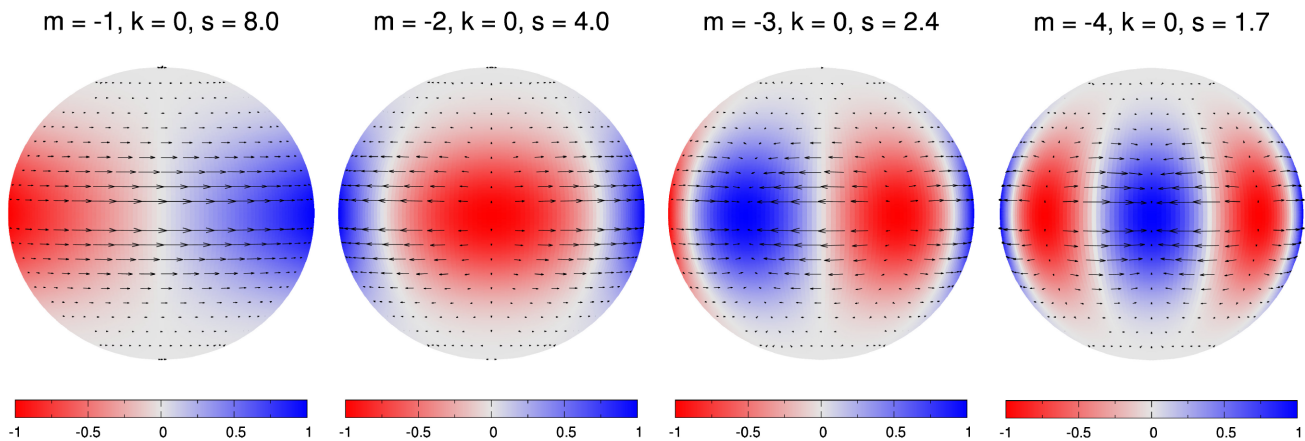 m = -1, k = 0, s = 8.0
m = -2, k = 0, s = 4.0
m = -3, k = 0, s = 2.4
m = -4, k = 0, s = 1.7
-1 -0.5 0 0.5 1
-1 -0.5 0 0.5 1
-1 -0.5 0 0.5 1
-1 -0.5 0 0.5 1